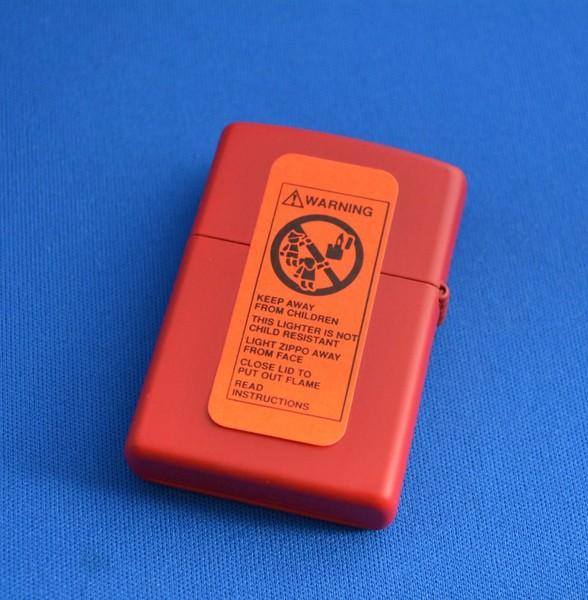 WARNING
KEEP AWAY
FROM CHILDREN
THIS LIGHTER IS NOT
CHILD RESISTANT
LIGHT ZIPPO AWAY
FROM FACE
CLOSE LID TO
PUT OUT FLAME
READ
INSTRUCTIONS